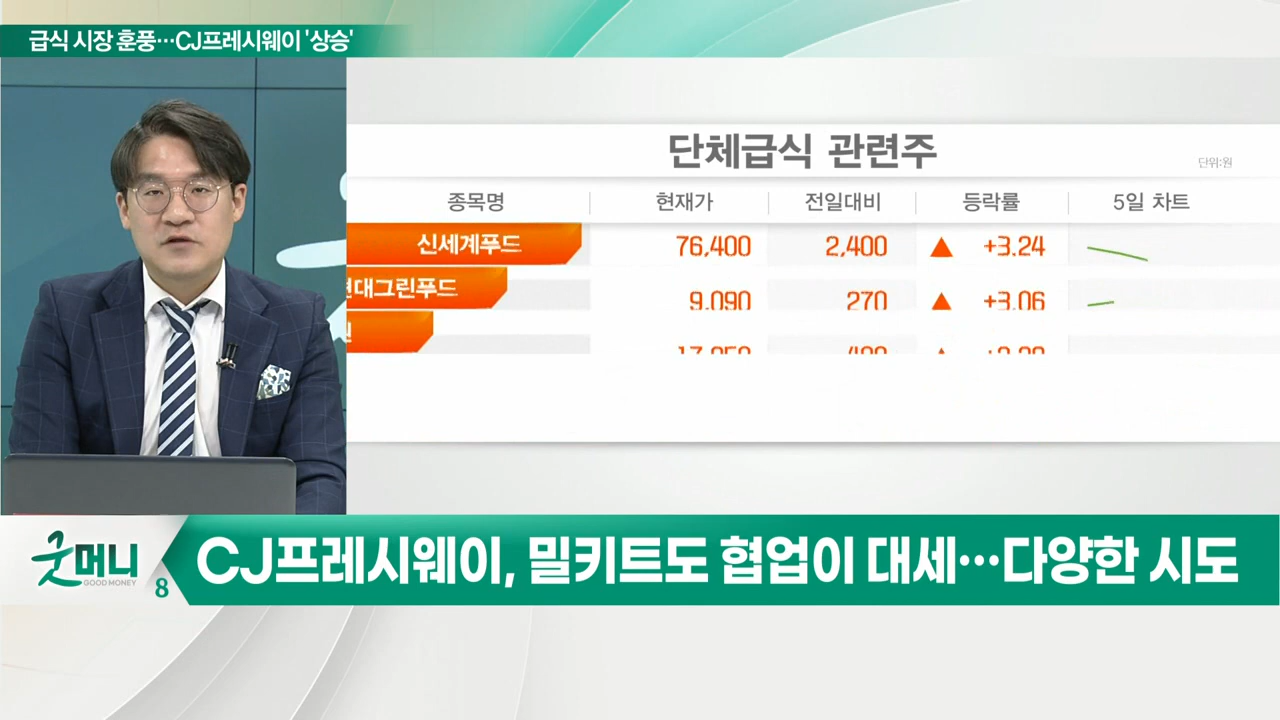 급식 시장 훈풍…CJ프레시웨이 '상승'
단체급식 관련주
단위:원
종목명 현재가 전일대비 등락률 5일 차트
신세계푸드 76,400 2,400 ▲ +3.24
현대그린푸드 9,090 270 ▲ +3.06
굿머니
GOOD MONEY
8
CJ프레시웨이, 밀키트도 협업이 대세…다양한 시도